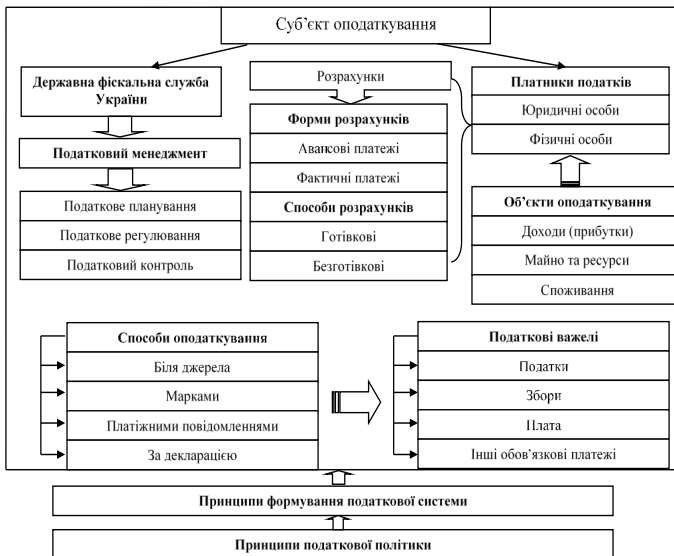 Суб’єкт оподаткування
Державна фіскальна служба
України
Податковий менеджмент
Податкове планування
Податкове регулювання
Податковий контроль
Розрахунки
Форми розрахунків
Авансові платежі
Фактичні платежі
Способи розрахунків
Готівкові
Безготівкові
Платники податків
Юридичні особи
Фізичні особи
Об’єкти оподаткування
Доходи (прибутки)
Майно та ресурси
Споживання
Способи оподаткування
Біля джерела
Марками
Платіжними повідомленнями
За декларацією
Податкові важелі
Податки
Збори
Плата
Інші обов’язкові платежі
Принципи формування податкової системи
Принципи податкової політики